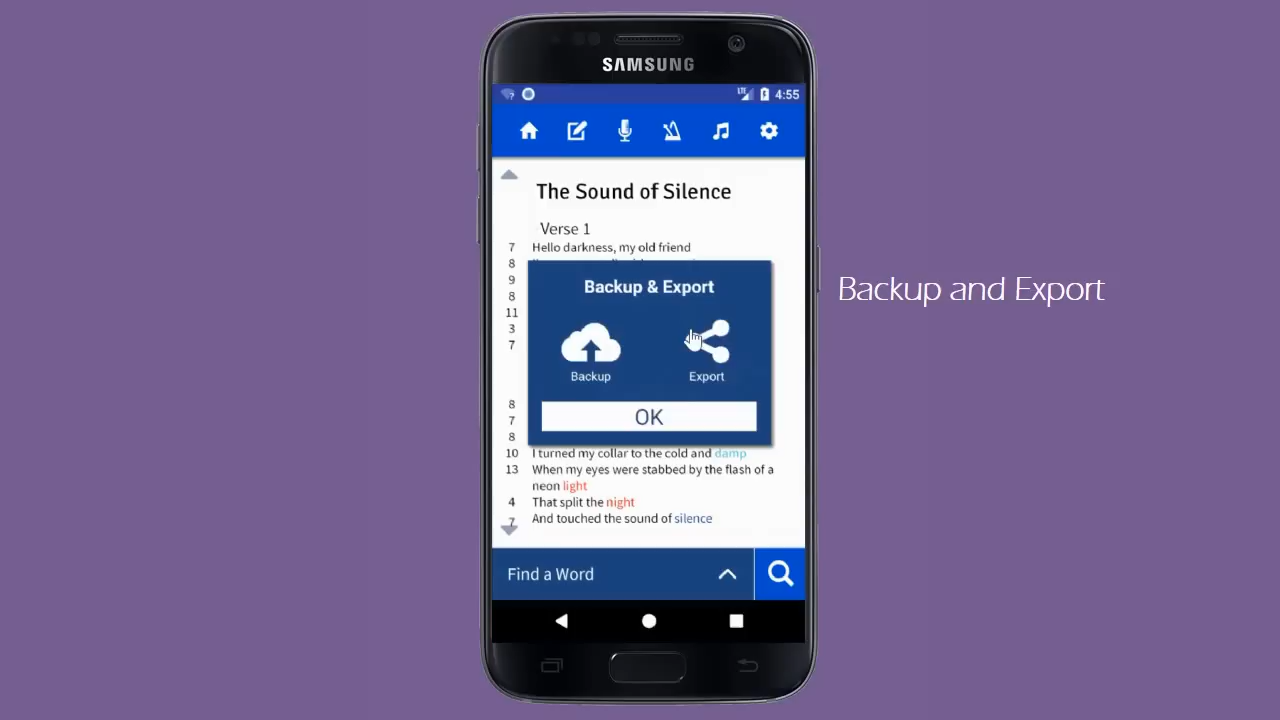 SAMSUNG
LTE
4:55
The Sound of Silence
Verse 1
7 Hello darkness, my old friend
8
9
8
11
3
7
Backup & Export
Backup Export
OK
8
7
8
10 I turned my collar to the cold and damp
13 When my eyes were stabbed by the flash of a
neon light
4 That split the night
7 And touched the sound of silence
Find a Word
Backup and Export